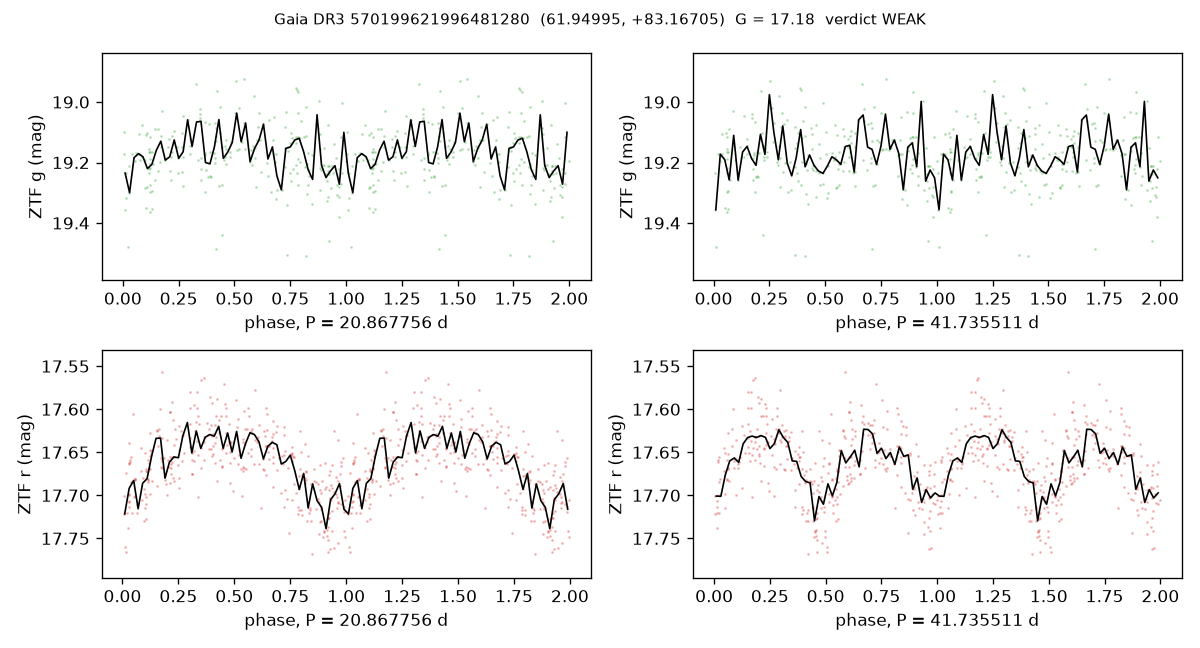 Gaia DR3 570199621996481280  (61.94995, +83.16705)  G = 17.18  verdict WEAK
ZTF g (mag)
19.0
19.2
19.4
0.00 0.25 0.50 0.75 1.00 1.25 1.50 1.75 2.00
phase, P = 20.867756 d
ZTF g (mag)
19.0
19.2
19.4
0.00 0.25 0.50 0.75 1.00 1.25 1.50 1.75 2.00
phase, P = 41.735511 d
ZTF r (mag)
17.55
17.60
17.65
17.70
17.75
0.00 0.25 0.50 0.75 1.00 1.25 1.50 1.75 2.00
phase, P = 20.867756 d
ZTF r (mag)
17.55
17.60
17.65
17.70
17.75
0.00 0.25 0.50 0.75 1.00 1.25 1.50 1.75 2.00
phase, P = 41.735511 d